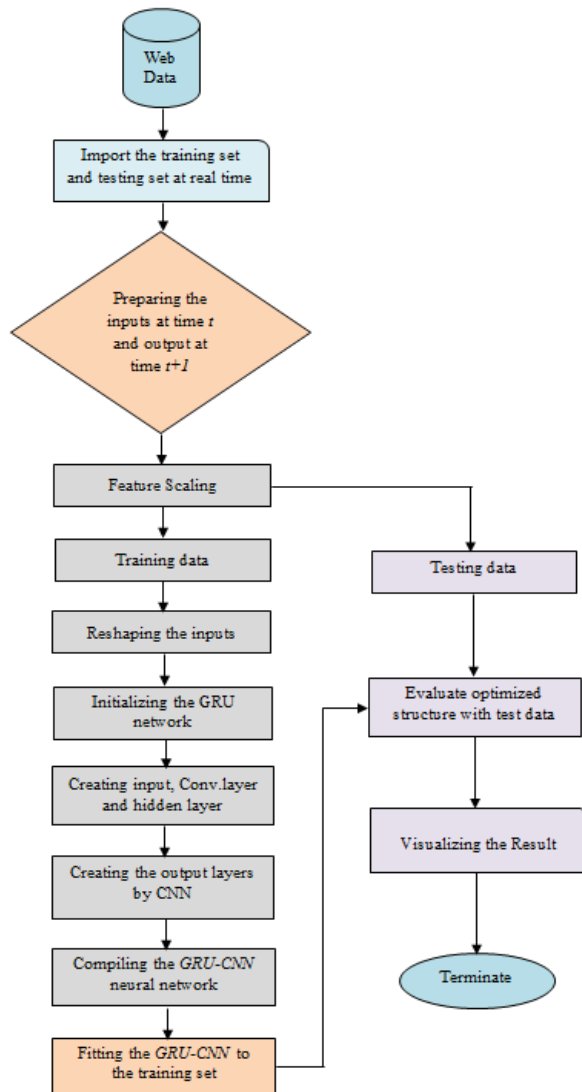 Web
Data
Import the training set
and testing set at real time
Preparing the
inputs at time t
and output at
time t+1
Feature Scaling
Training data
Reshaping the inputs
Initializing the GRU
network
Creating input, Conv.layer
and hidden layer
Creating the output layers
by CNN
Compiling the GRU-CNN
neural network
Fitting the GRU-CNN to
the training set
Testing data
Evaluate optimized
structure with test data
Visualizing the Result
Terminate